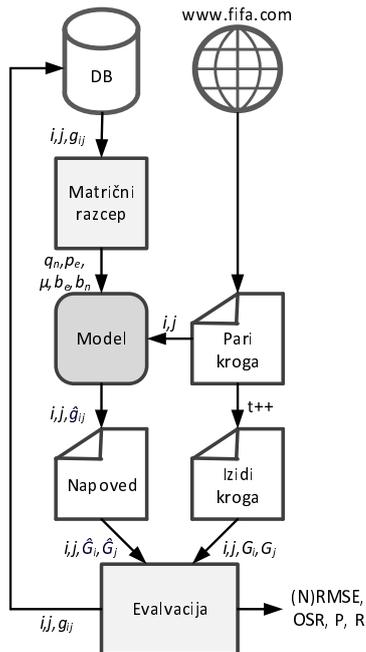 www.fifa.com
DB
i,j,gij
Matrični
razcep
qn,pe,
μ,be,bn
Model
i,j
Pari
kroga
i,j,ĝij
t++
Napoved
Izidi
kroga
i,j,Ĝi,Ĝj
i,j,Gi,Gj
Evalvacija
(N)RMSE,
OSR, P, R
i,j,gij